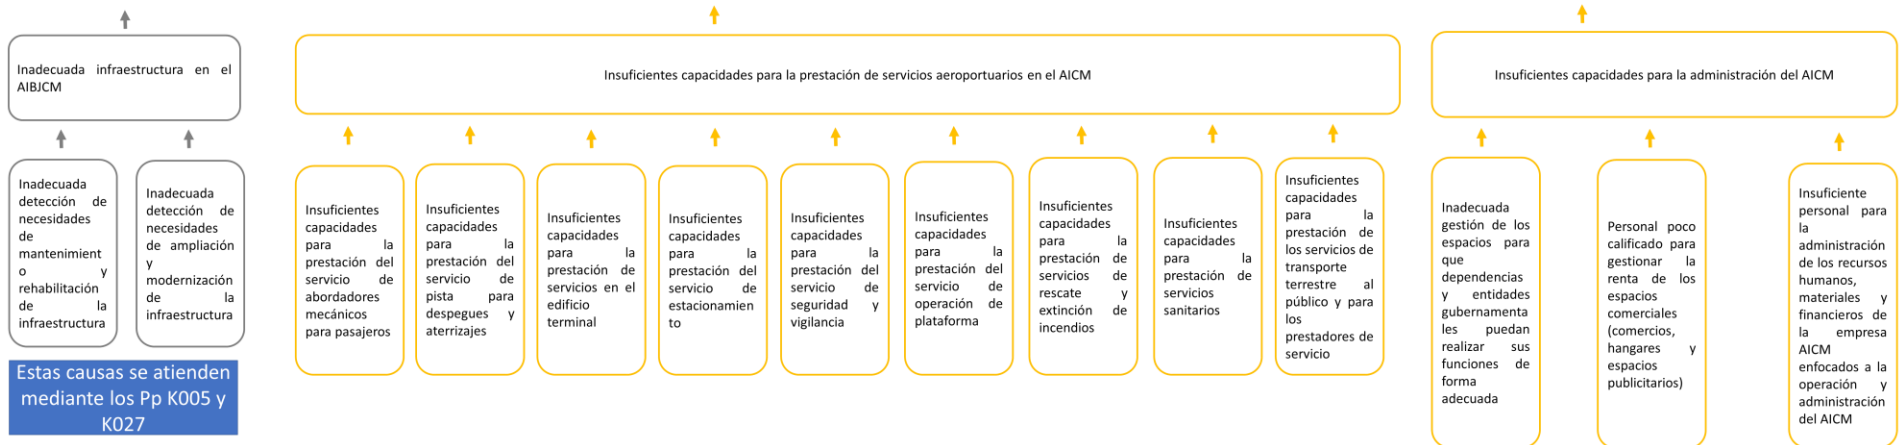 Inadecuada infraestructura en el
AIBJCM
Insuficientes capacidades para la prestación de servicios aeroportuarios en el AICM
Insuficientes capacidades para la administración del AICM
Inadecuada
detección de
necesidades
de
mantenimient
o y
rehabilitación
de la
infraestructura
Inadecuada
detección de
necesidades
de ampliación
y
modernización
de la
infraestructura
Insuficientes
capacidades
para la
prestación del
servicio de
abordadores
mecánicos
para pasajeros
Insuficientes
capacidades
para la
prestación del
servicio de
pista para
despegues y
aterrizajes
Insuficientes
capacidades
para la
prestación de
servicios en el
edificio
terminal
Insuficientes
capacidades
para la
prestación del
servicio de
estacionamien
to
Insuficientes
capacidades
para la
prestación del
servicio de
seguridad y
vigilancia
Insuficientes
capacidades
para la
prestación del
servicio de
operación de
plataforma
Insuficientes
capacidades
para la
prestación de
servicios de
rescate y
extinción de
incendios
Insuficientes
capacidades
para la
prestación de
servicios
sanitarios
Insuficientes
capacidades
para la
prestación de
los servicios de
transporte
terrestre al
público y para
los
prestadores de
servicio
Inadecuada
gestión de los
espacios para
que
dependencias
y entidades
gubernamenta
les puedan
realizar sus
funciones de
forma
adecuada
Personal poco
calificado para
gestionar la
renta de los
espacios
comerciales
(comercios,
hangares y
espacios
publicitarios)
Insuficiente
personal para
la
administración
de los recursos
humanos,
materiales y
financieros de
la empresa
AICM
enfocados a la
operación y
administración
del AICM
Estas causas se atienden
mediante los Pp K005 y
K027